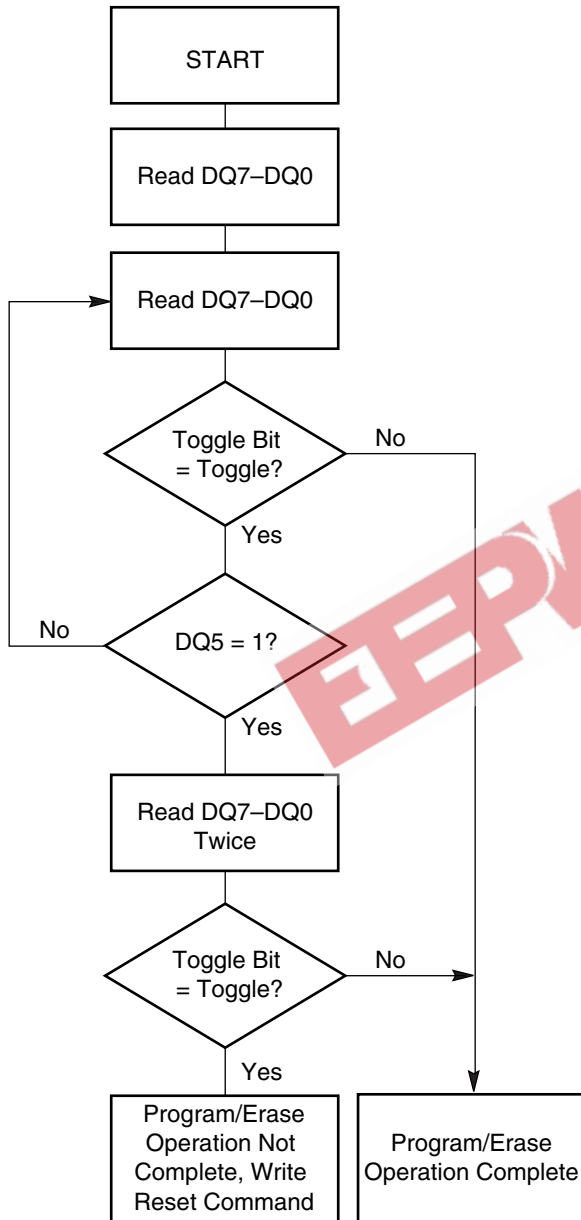 START
Read DQ7–DQ0
Read DQ7–DQ0
Toggle Bit
= Toggle?
No
Yes
No
DQ5 = 1?
Yes
Read DQ7–DQ0
Twice
Toggle Bit
= Toggle?
No
Yes
Program/Erase
Operation Not
Complete, Write
Reset Command
Program/Erase
Operation Complete